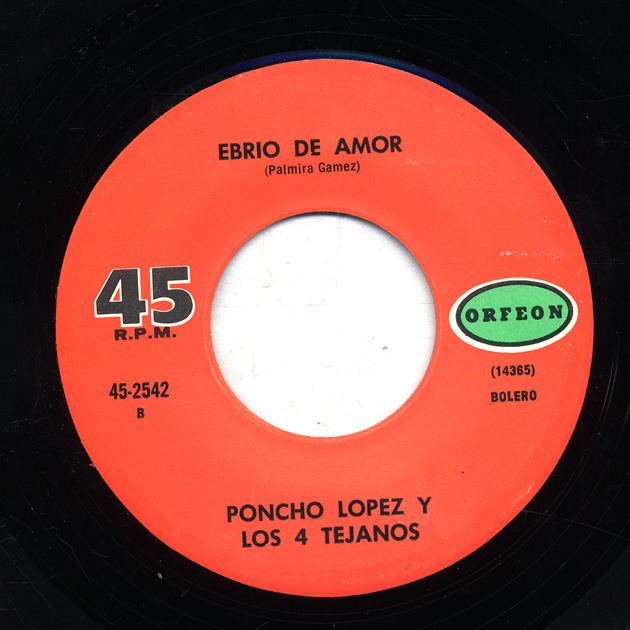 EBRIO DE AMOR
(Palmira Gamez)
45
R.P.M.
ORFEON
45-2542
B
(14365)
BOLERO
PONCHO LOPEZ Y
LOS 4 TEJANOS